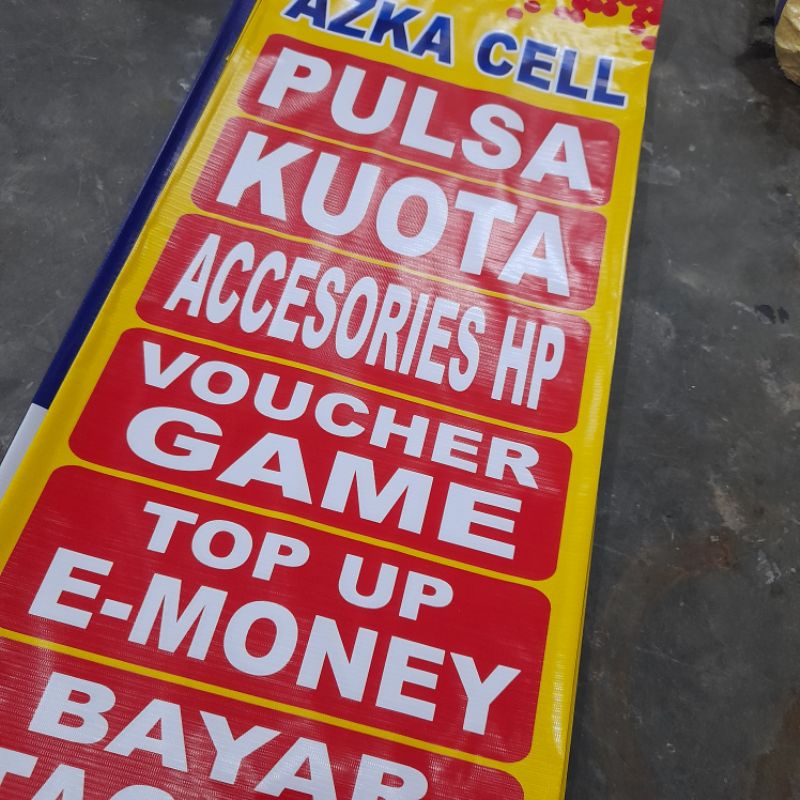 AZKA CELL
PULSA
KUOTA
ACCESORIES HP
VOUCHER
GAME
TOP UP
E-MONEY
BAYAR